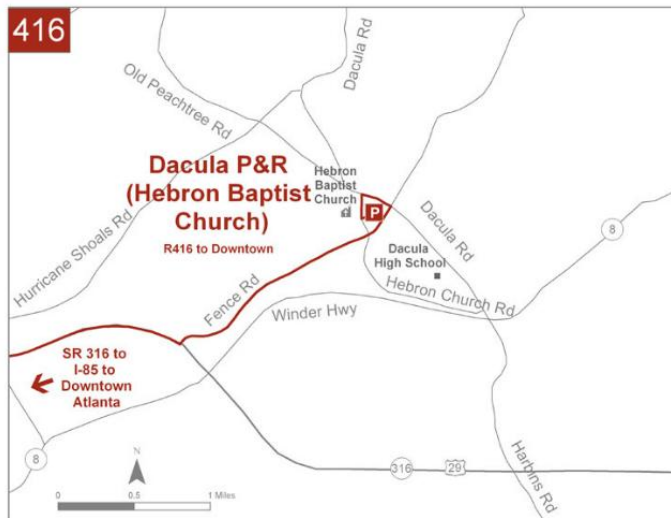 416
Dacula Rd
Old Peachtree Rd
Dacula P&R
(Hebron Baptist
Church)
R416 to Downtown
Hebron
Baptist
Church
P
Dacula Rd
8
Hurricane Shoals Rd
Dacula
High School
Fence Rd
Hebron Church Rd
Winder Hwy
SR 316 to
I-85 to
Downtown
Atlanta
8
N
316
29
Harbins Rd
0 0.5 1 Miles